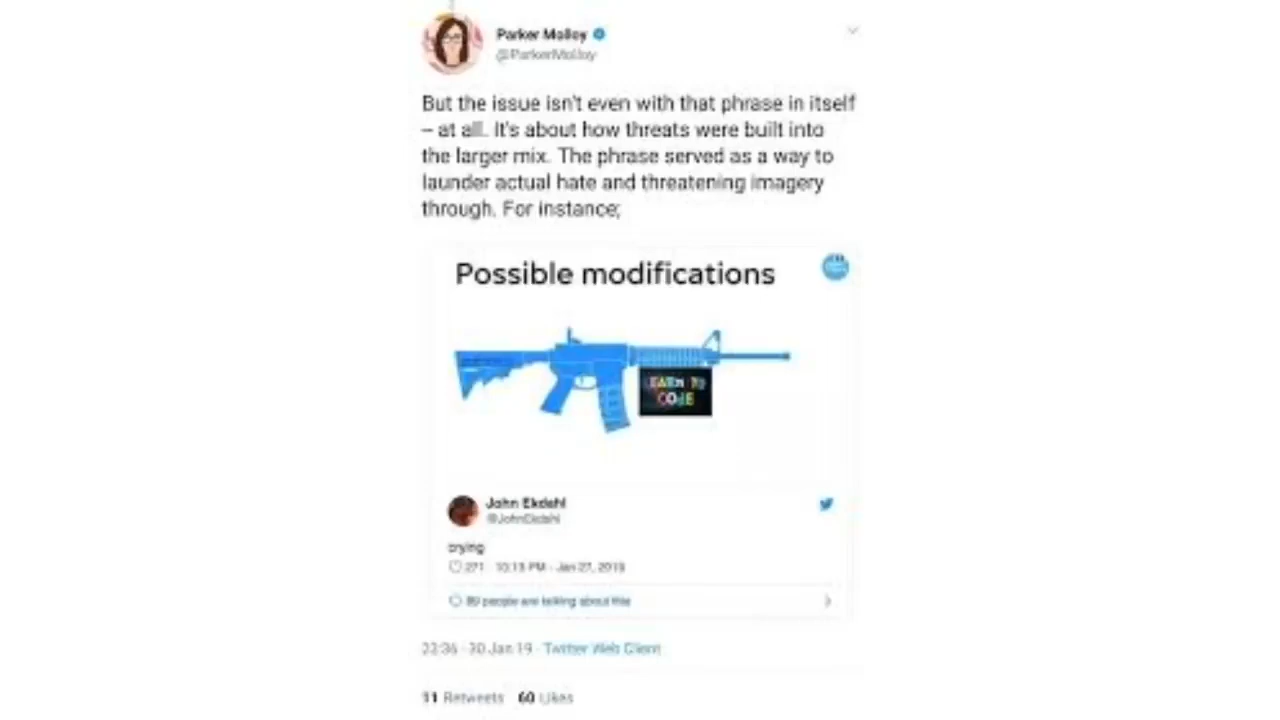 Parker Molloy
@ParkerMolloy
But the issue isn't even with that phrase in itself
– at all. It's about how threats were built into
the larger mix. The phrase served as a way to
launder actual hate and threatening imagery
through. For instance;
Possible modifications
LEARN TO
CODE
John Ekdahl
@JohnEkdahl
crying
271 10:13 PM - Jan 27, 2019
89 people are talking about this
22:36 · 30 Jan 19 · Twitter Web Client
11 Retweets 60 Likes